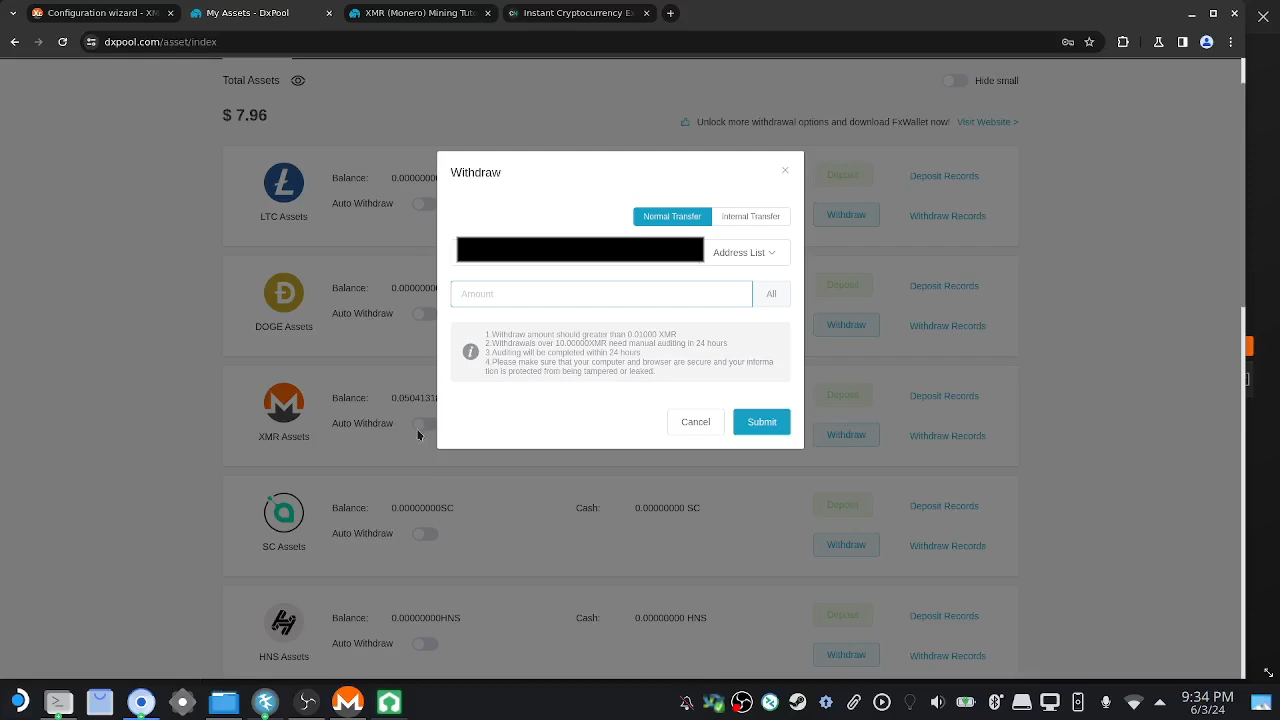 Configuration wizard - XM
My Assets - Dxpool
XMR (Monero) Mining Tuto
Instant Cryptocurrency Ex
dxpool.com/asset/index
Total Assets
Hide small
$ 7.96
Unlock more withdrawal options and download FxWallet now!
Visit Website >
Withdraw
Normal Transfer
Internal Transfer
Address List
Amount
All
1.Withdraw amount should greater than 0.01000 XMR
2.Withdrawals over 10.00000XMR need manual auditing in 24 hours
3.Auditing will be completed within 24 hours
4.Please make sure that your computer and browser are secure and your informa
tion is protected from being tampered or leaked.
Cancel
Submit
LTC Assets
Balance:
0.0000000
Auto Withdraw
Deposit
Deposit Records
Withdraw
Withdraw Records
DOGE Assets
Balance:
0.0000000
Auto Withdraw
Deposit
Deposit Records
Withdraw
Withdraw Records
XMR Assets
Balance:
0.0504131
Auto Withdraw
Deposit
Deposit Records
Withdraw
Withdraw Records
SC Assets
Balance:
0.00000000SC
Cash:
0.00000000 SC
Auto Withdraw
Deposit
Deposit Records
Withdraw
Withdraw Records
HNS Assets
Balance:
0.00000000HNS
Cash:
0.00000000 HNS
Auto Withdraw
Deposit
Deposit Records
Withdraw
Withdraw Records
9:34 PM
6/3/24